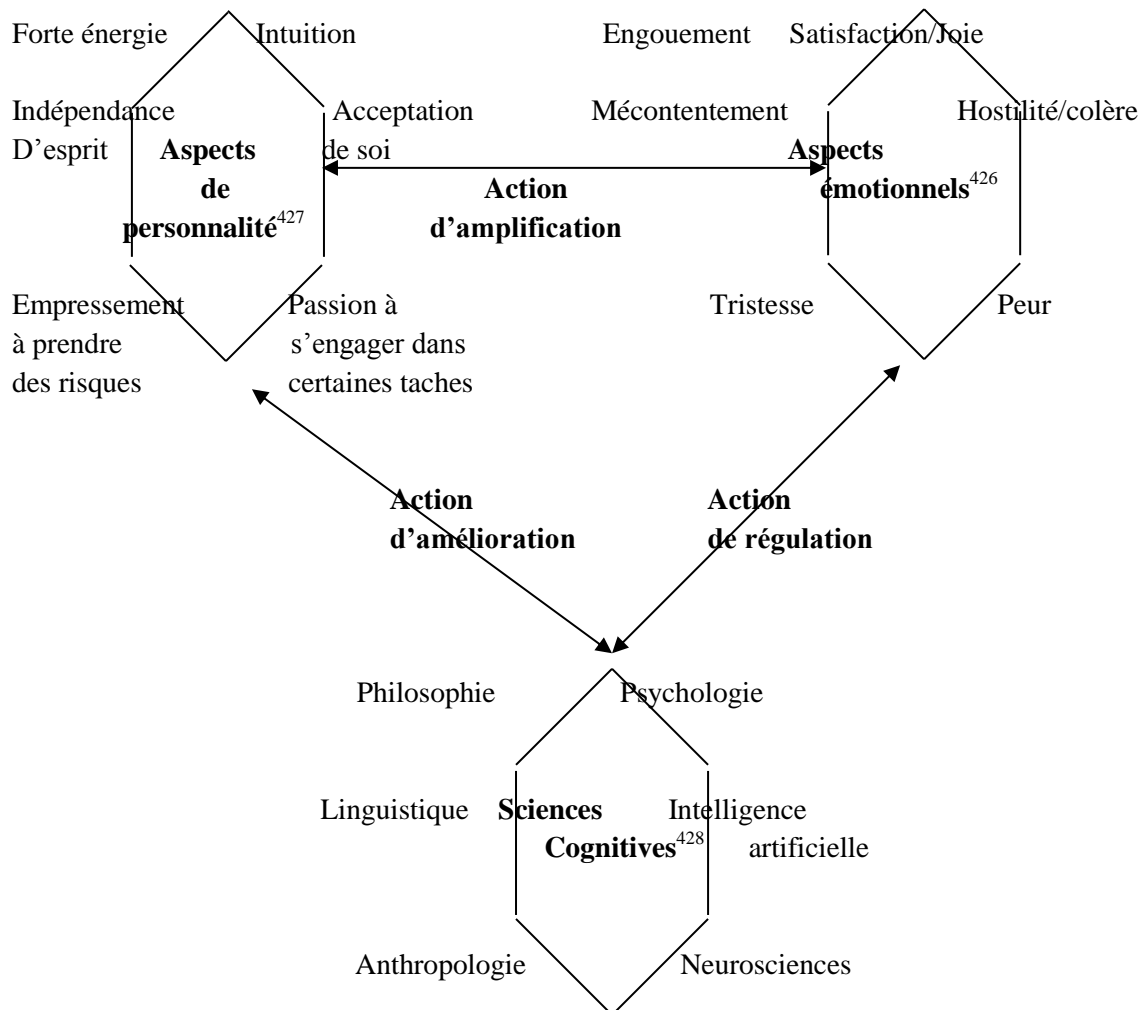 Forte énergie Intuition Engouement Satisfaction/Joie
Indépendance Acceptation Mécontentement Hostilité/colère
D’esprit Aspects de soi Aspects
de Action émotionnels426
personnalité427 d’amplification
Empressement Passion à Tristesse Peur
à prendre s’engager dans
des risques certaines taches
Action Action
d’amélioration de régulation
Philosophie Psychologie
Linguistique Sciences Intelligence
Cognitives428 artificielle
Anthropologie Neurosciences